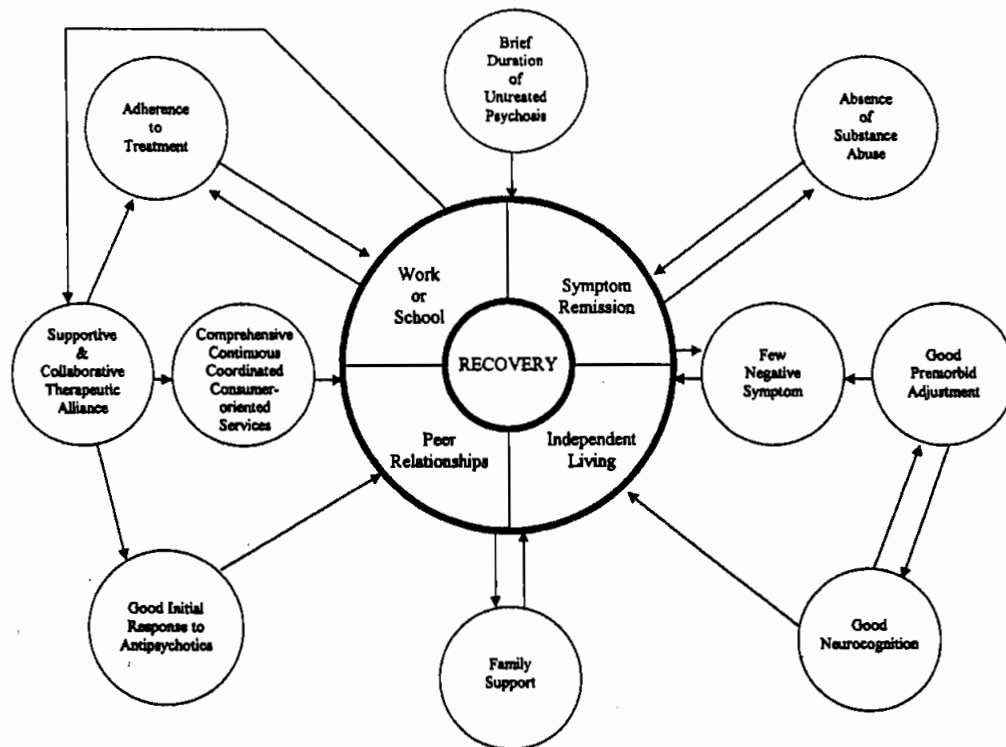 Brief
Duration
of
Untreated
Psychosis
Adherence
to
Treatment
Absence
of
Substance
Abuse
Work
or
School
Symptom
Remission
Supportive
&
Collaborative
Therapeutic
Alliance
Comprehensive
Continuous
Coordinated
Consumer-
oriented
Services
RECOVERY
Few
Negative
Symptom
Good
Premorbid
Adjustment
Peer
Relationships
Independent
Living
Good Initial
Response to
Antipsychotics
Family
Support
Good
Neurocognition